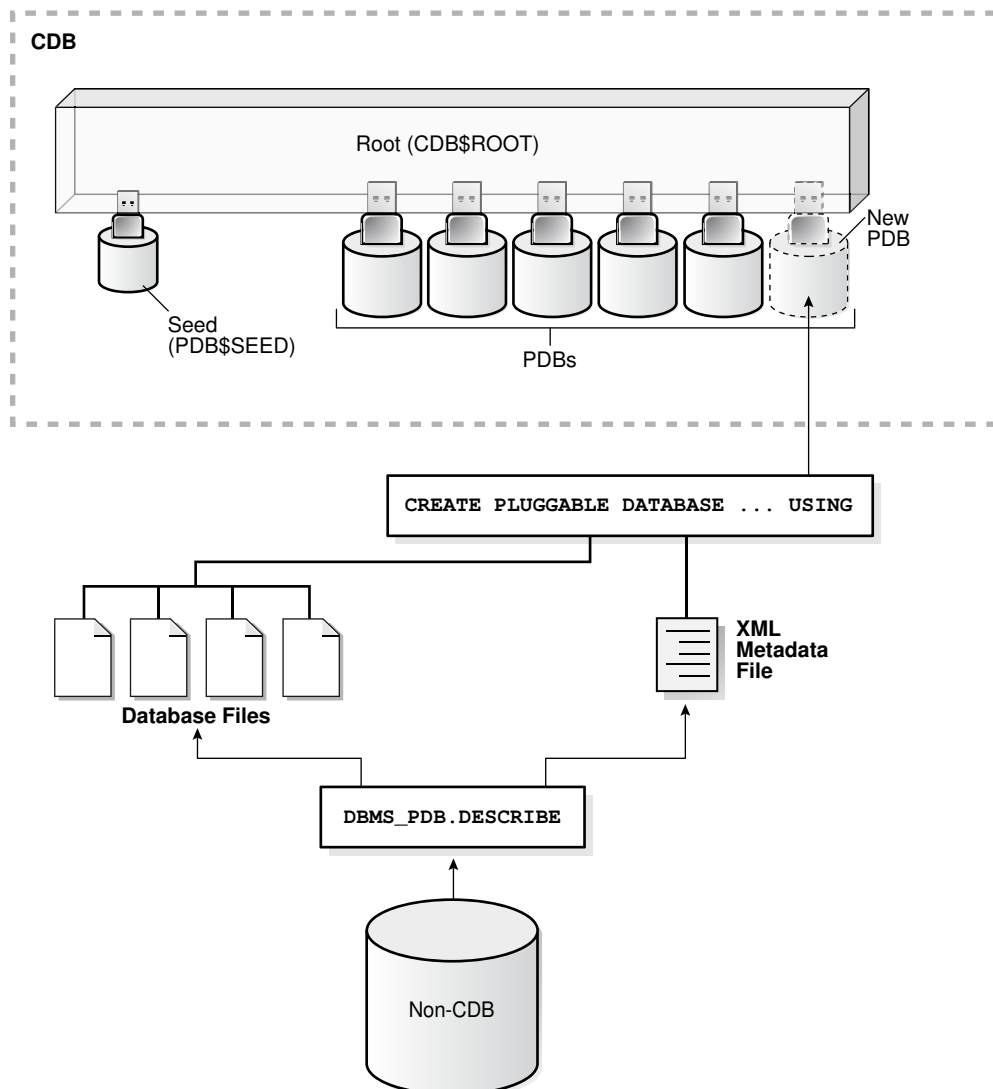 CDB
Root (CDB$ROOT)
New
PDB
Seed
(PDB$SEED)
PDBs
CREATE PLUGGABLE DATABASE ... USING
XML
Metadata
File
Database Files
DBMS_PDB.DESCRIBE
Non-CDB